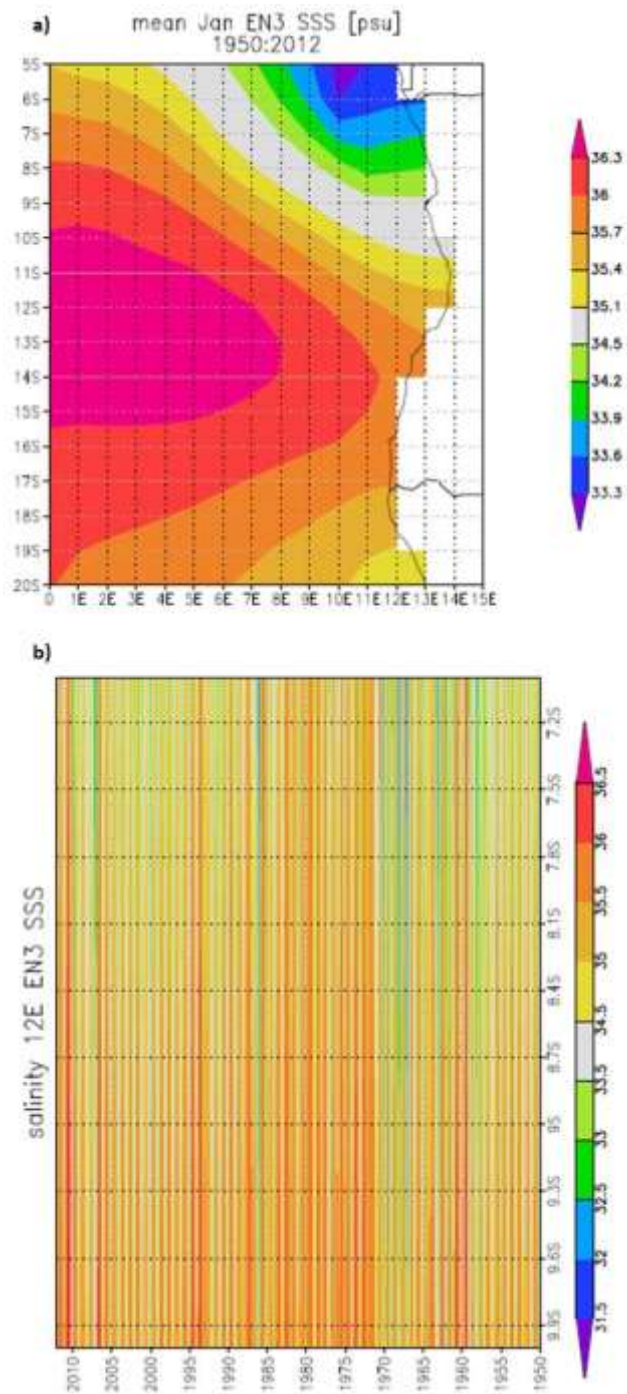 a)
mean Jan EN3 SSS [psu]
1950:2012
5S
6S
7S
8S
9S
10S
11S
12S
13S
14S
15S
16S
17S
18S
19S
20S
0 1E 2E 3E 4E 5E 6E 7E 8E 9E 10E 11E 12E 13E 14E 15E
36.3
36
35.7
35.4
35.1
34.5
34.2
33.9
33.6
33.3
b)
salinity 12E EN3 SSS
7.2S
7.5S
7.8S
8.1S
8.4S
8.7S
9S
9.3S
9.6S
9.9S
2010 2005 2000 1995 1990 1985 1980 1975 1970 1965 1960 1955 1950
36.5
36
35.5
35
34.5
33.5
33
32.5
32
31.5